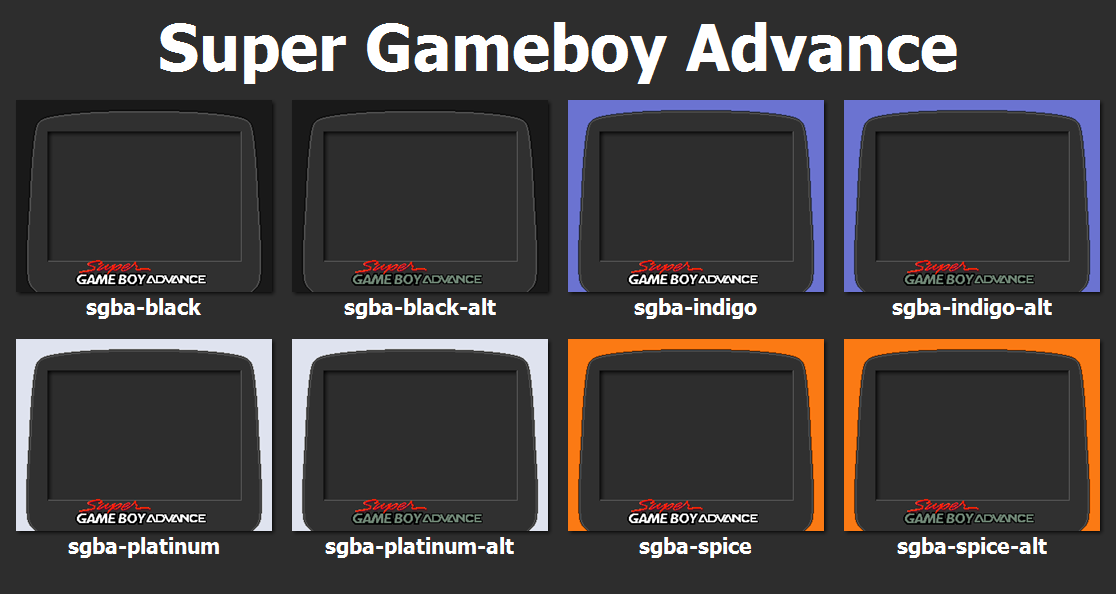 Super Gameboy Advance
Super
GAME BOY ADVANCE
sgba-black
Super
GAME BOY ADVANCE
sgba-black-alt
Super
GAME BOY ADVANCE
sgba-indigo
Super
GAME BOY ADVANCE
sgba-indigo-alt
Super
GAME BOY ADVANCE
sgba-platinum
Super
GAME BOY ADVANCE
sgba-platinum-alt
Super
GAME BOY ADVANCE
sgba-spice
Super
GAME BOY ADVANCE
sgba-spice-alt